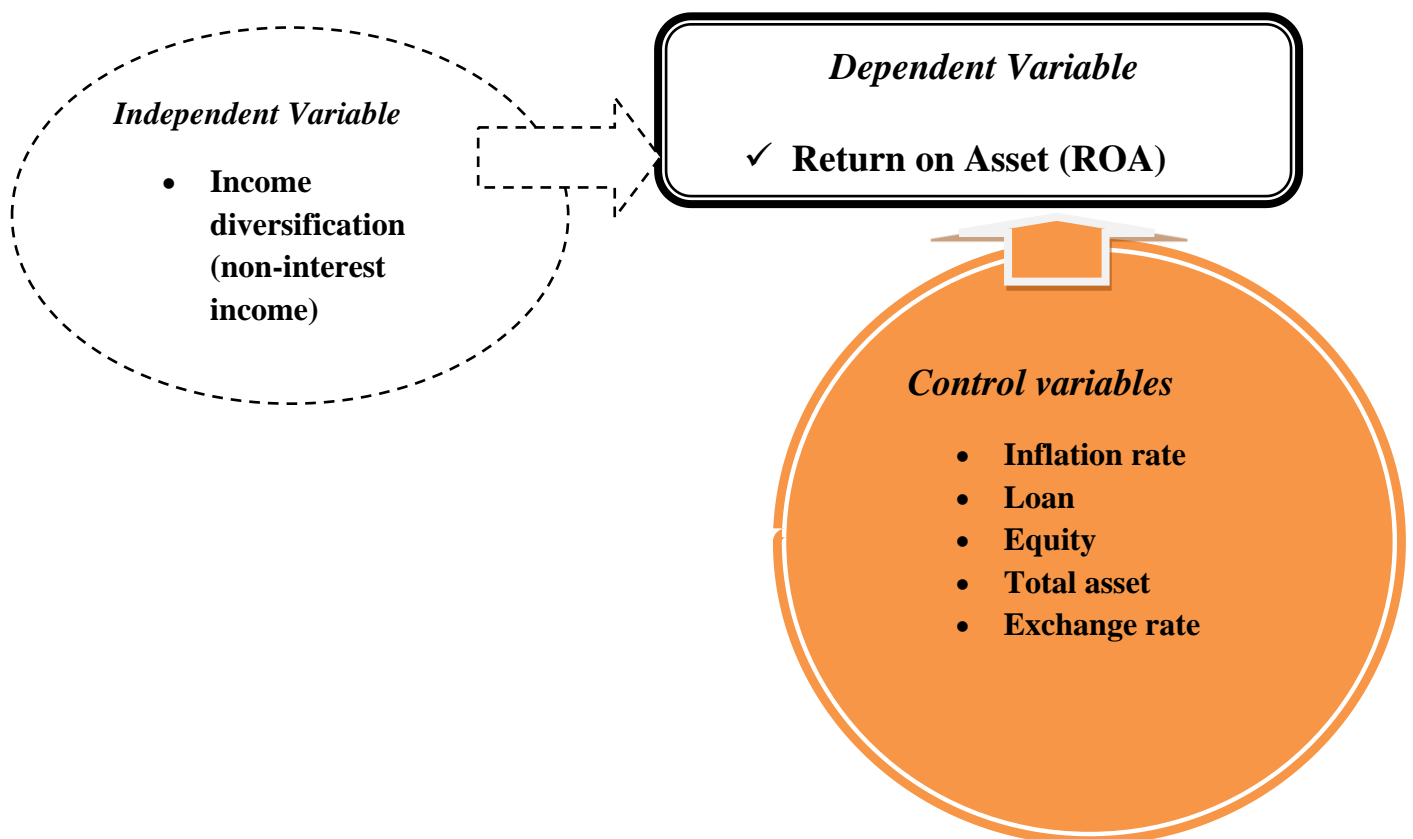 Independent Variable
• Income
diversification
(non-interest
income)
Dependent Variable
✓ Return on Asset (ROA)
Control variables
• Inflation rate
• Loan
• Equity
• Total asset
• Exchange rate